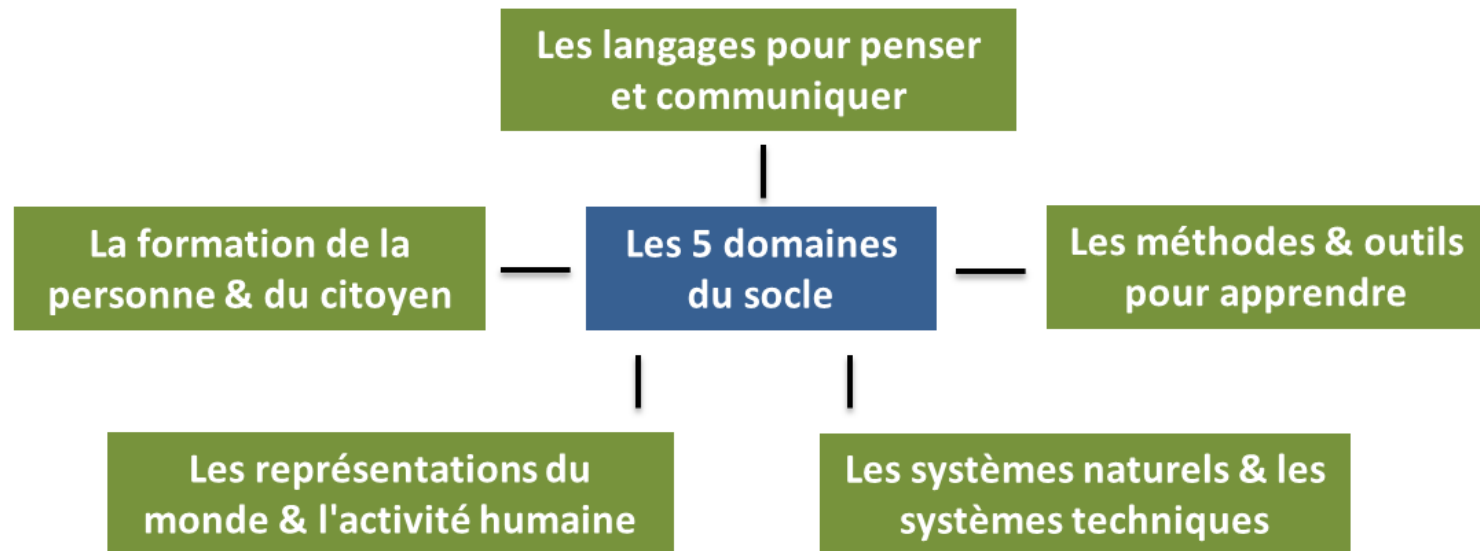 Les langages pour penser
et communiquer
La formation de la
personne & du citoyen
Les 5 domaines
du socle
Les méthodes & outils
pour apprendre
Les représentations du
monde & l'activité humaine
Les systèmes naturels & les
systèmes techniques